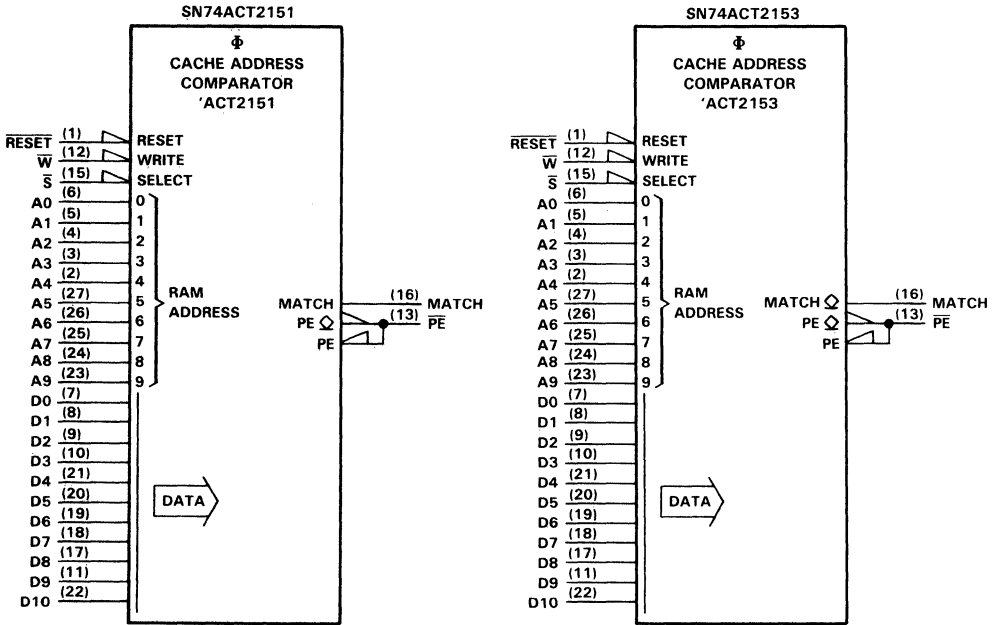 SN74ACT2151
Φ
CACHE ADDRESS
COMPARATOR
'ACT2151
RESET (1) RESET
W (12) WRITE
S (15) SELECT
A0 (6) 0
A1 (5) 1
A2 (4) 2
A3 (3) 3
A4 (2) 4
A5 (27) 5
A6 (26) 6
A7 (25) 7
A8 (24) 8
A9 (23) 9
RAM
ADDRESS
D0 (7)
D1 (8)
D2 (9)
D3 (10)
D4 (21)
D5 (20)
D6 (19)
D7 (18)
D8 (17)
D9 (11)
D10 (22)
DATA
MATCH (16) MATCH
PE (13) PE
PE
SN74ACT2153
Φ
CACHE ADDRESS
COMPARATOR
'ACT2153
RESET (1) RESET
W (12) WRITE
S (15) SELECT
A0 (6) 0
A1 (5) 1
A2 (4) 2
A3 (3) 3
A4 (2) 4
A5 (27) 5
A6 (26) 6
A7 (25) 7
A8 (24) 8
A9 (23) 9
RAM
ADDRESS
D0 (7)
D1 (8)
D2 (9)
D3 (10)
D4 (21)
D5 (20)
D6 (19)
D7 (18)
D8 (17)
D9 (11)
D10 (22)
DATA
MATCH (16) MATCH
PE (13) PE
PE